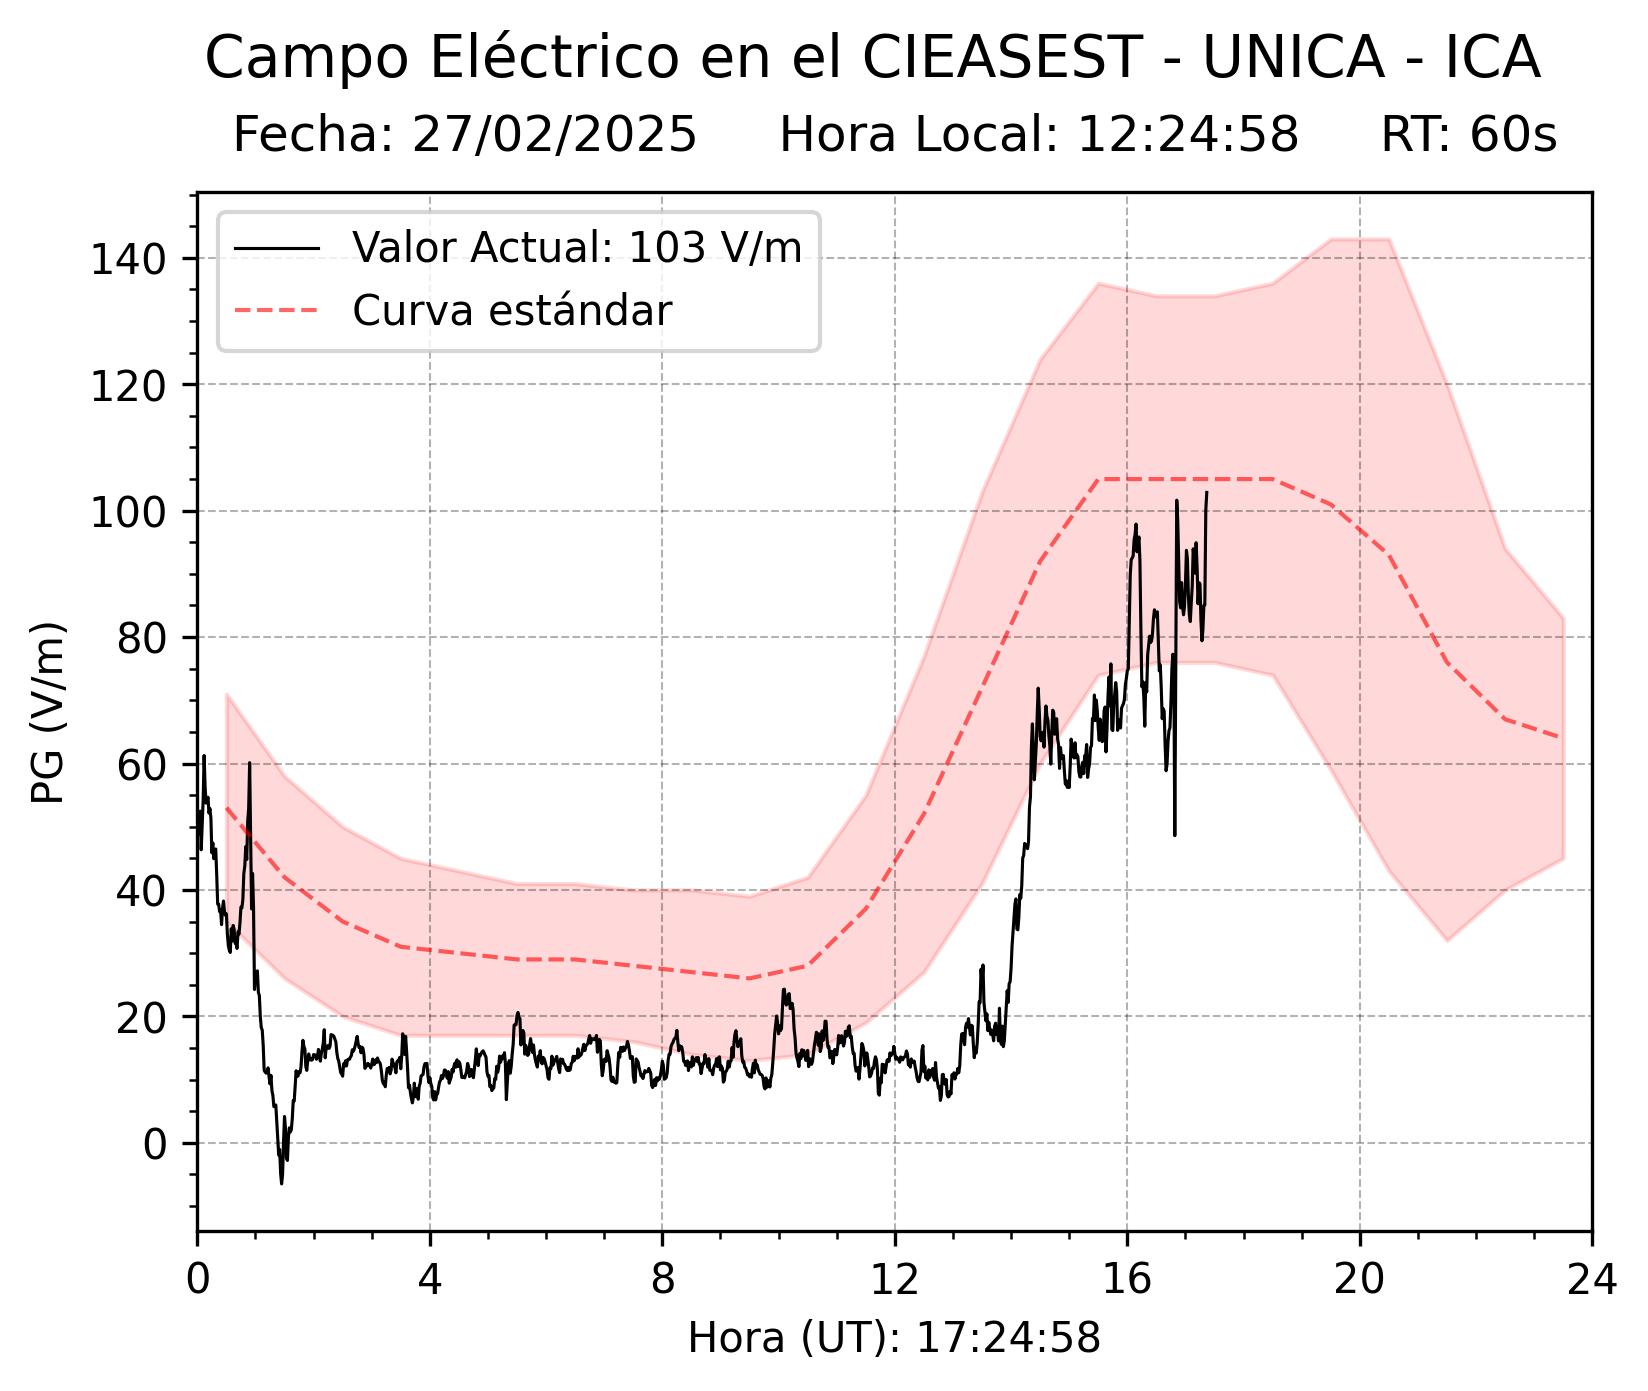 Campo Eléctrico en el CIEASEST - UNICA - ICA
Fecha: 27/02/2025 Hora Local: 12:24:58 RT: 60s
Valor Actual: 103 V/m
Curva estándar
PG (V/m)
140
120
100
80
60
40
20
0
0 4 8 12 16 20 24
Hora (UT): 17:24:58